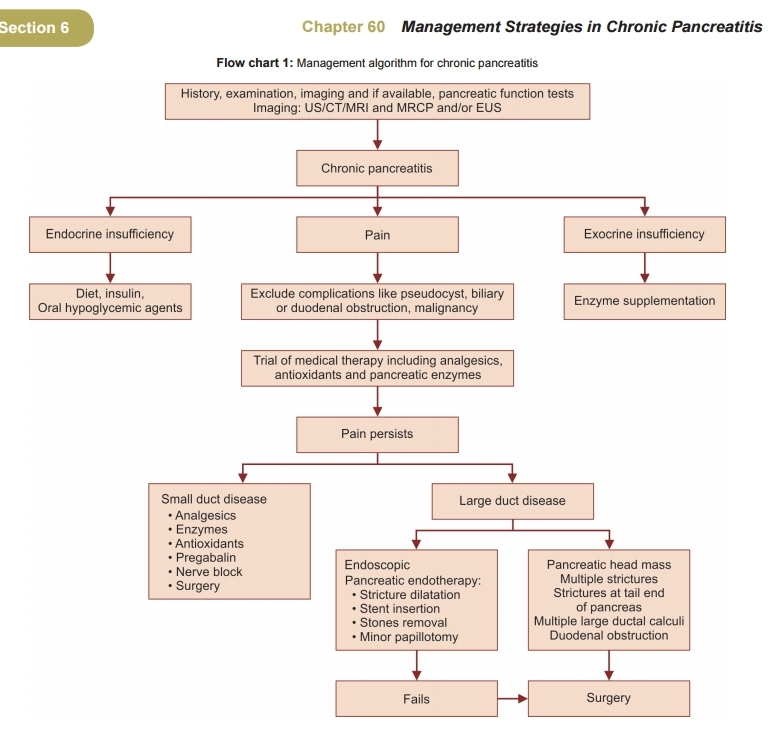 Section 6
Chapter 60 Management Strategies in Chronic Pancreatitis
Flow chart 1: Management algorithm for chronic pancreatitis
History, examination, imaging and if available, pancreatic function tests
Imaging: US/CT/MRI and MRCP and/or EUS
Chronic pancreatitis
Endocrine insufficiency
Pain
Exocrine insufficiency
Diet, insulin,
Oral hypoglycemic agents
Exclude complications like pseudocyst, biliary
or duodenal obstruction, malignancy
Enzyme supplementation
Trial of medical therapy including analgesics,
antioxidants and pancreatic enzymes
Pain persists
Small duct disease
• Analgesics
• Enzymes
• Antioxidants
• Pregabalin
• Nerve block
• Surgery
Large duct disease
Endoscopic
Pancreatic endotherapy:
• Stricture dilatation
• Stent insertion
• Stones removal
• Minor papillotomy
Pancreatic head mass
Multiple strictures
Strictures at tail end
of pancreas
Multiple large ductal calculi
Duodenal obstruction
Fails
Surgery